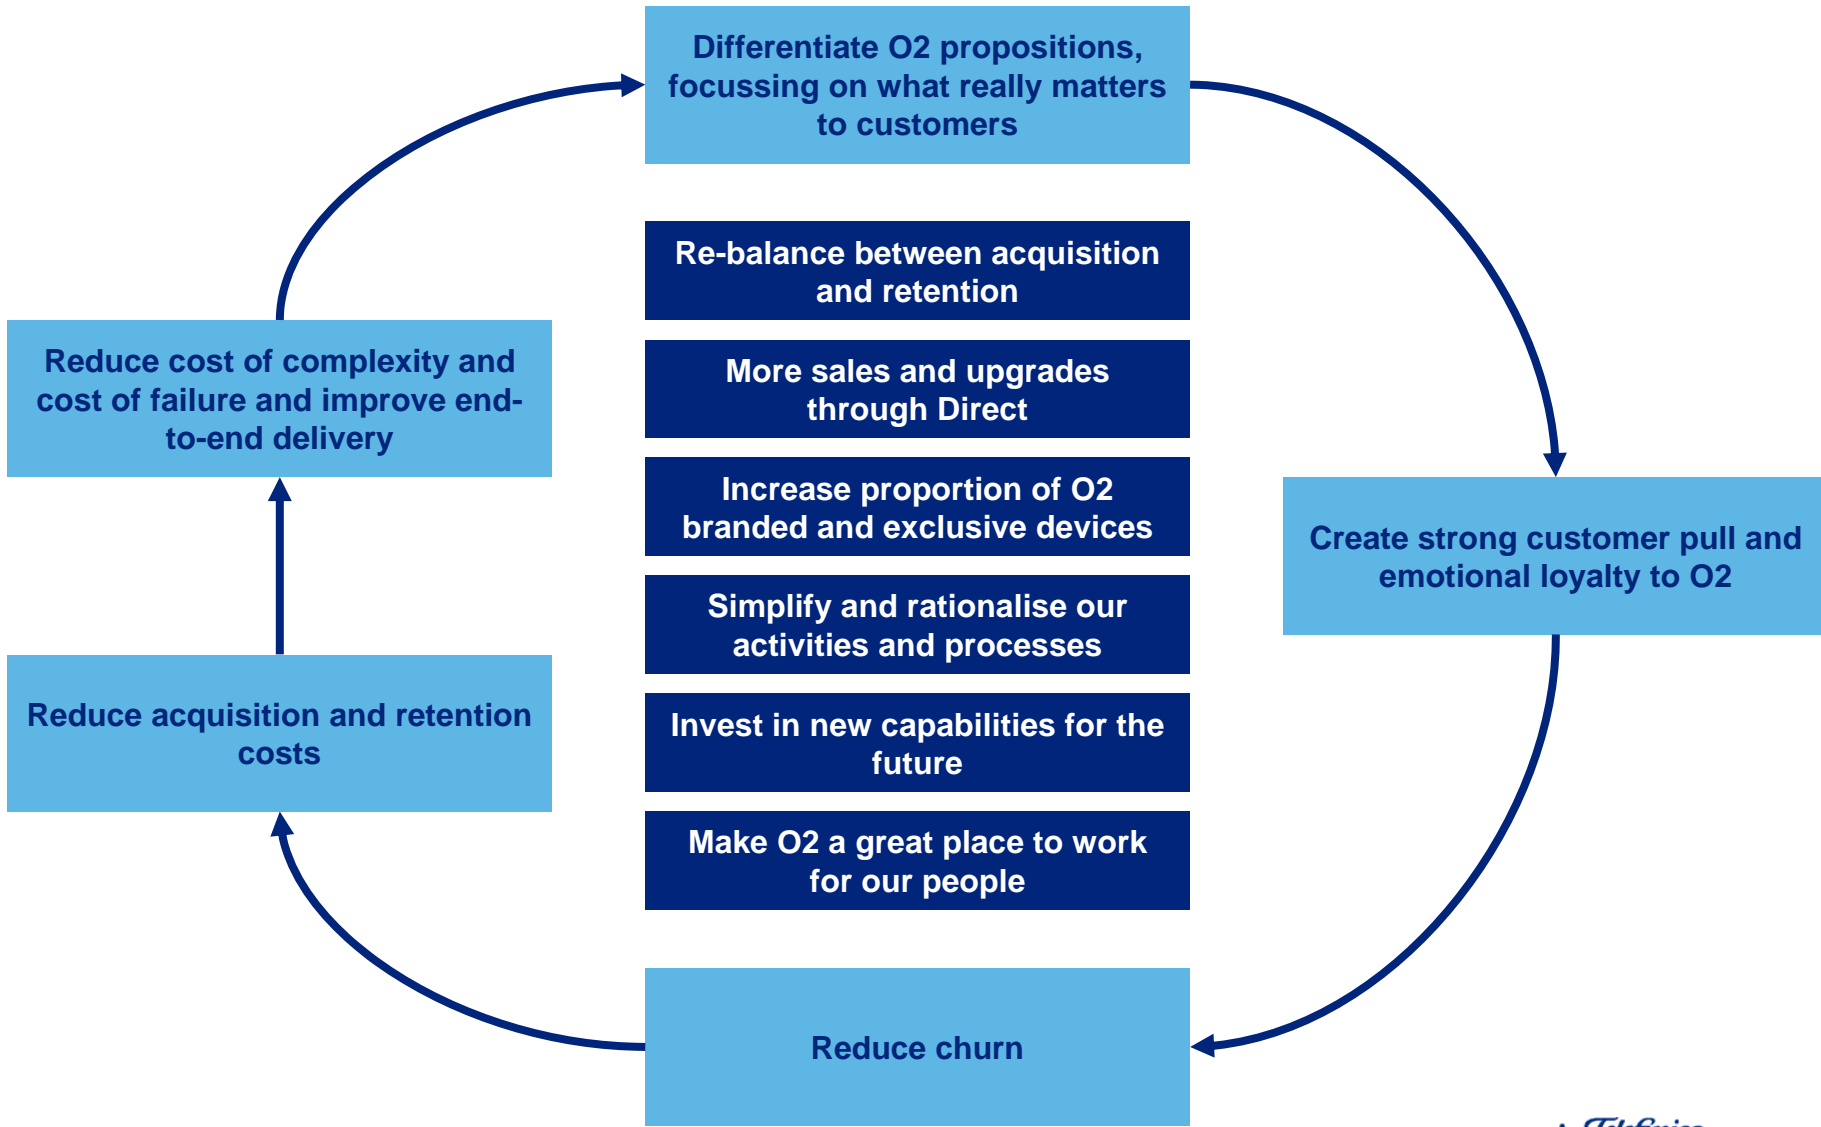 Differentiate O2 propositions,
focussing on what really matters
to customers
Re-balance between acquisition
and retention
Reduce cost of complexity and
cost of failure and improve end-
to-end delivery
More sales and upgrades
through Direct
Increase proportion of O2
branded and exclusive devices
Create strong customer pull and
emotional loyalty to O2
Simplify and rationalise our
activities and processes
Reduce acquisition and retention
costs
Invest in new capabilities for the
future
Make O2 a great place to work
for our people
Reduce churn